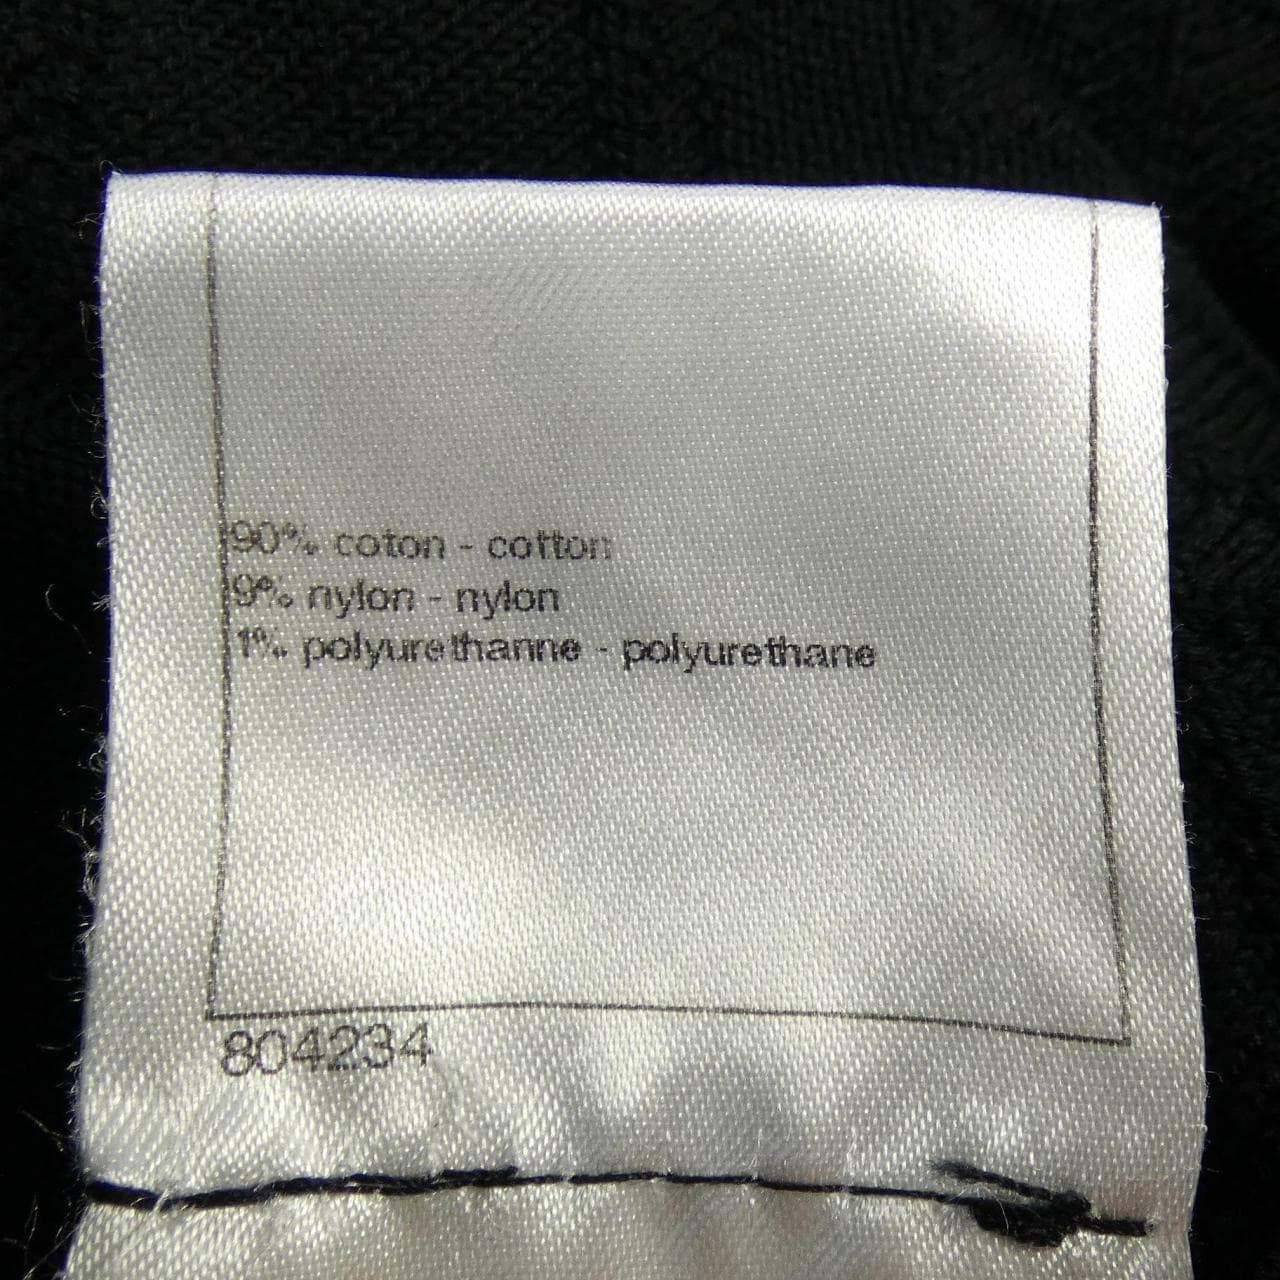 90% coton - cotton
9% nylon - nylon
1% polyurethanne - polyurethane
804234